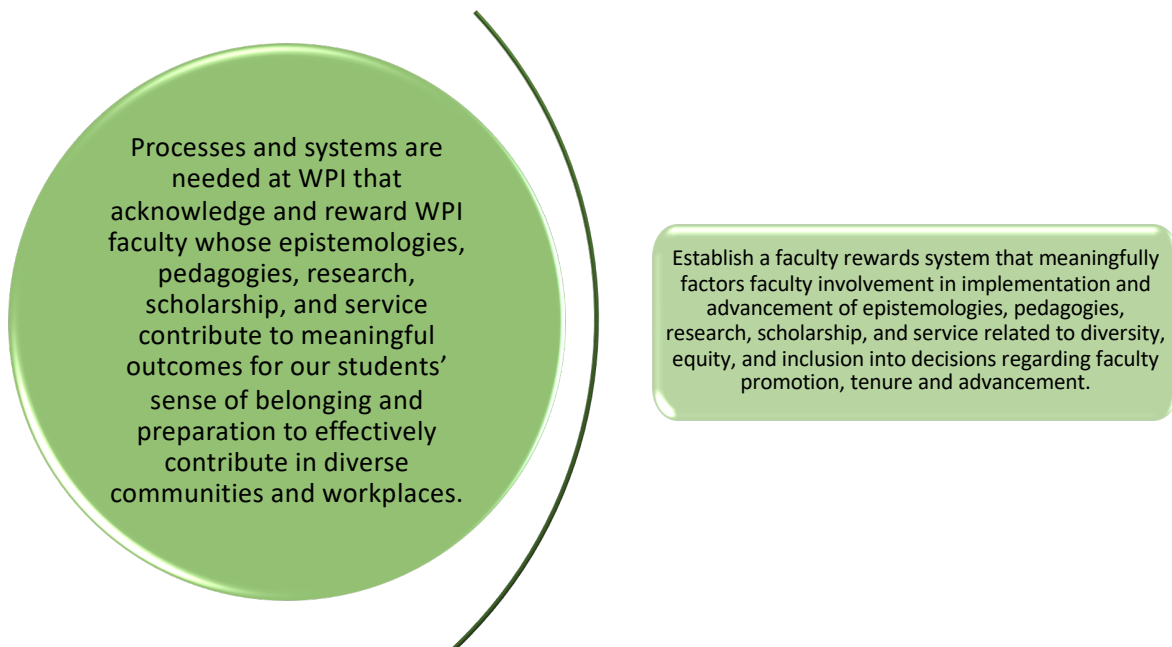 Processes and systems are
needed at WPI that
acknowledge and reward WPI
faculty whose epistemologies,
pedagogies, research,
scholarship, and service
contribute to meaningful
outcomes for our students’
sense of belonging and
preparation to effectively
contribute in diverse
communities and workplaces.
Establish a faculty rewards system that meaningfully
factors faculty involvement in implementation and
advancement of epistemologies, pedagogies,
research, scholarship, and service related to diversity,
equity, and inclusion into decisions regarding faculty
promotion, tenure and advancement.